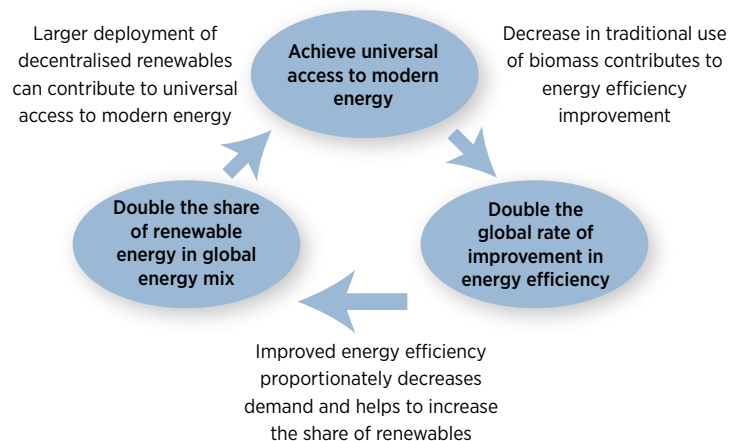 Larger deployment of
decentralised renewables
can contribute to universal
access to modern energy
Achieve universal
access to modern
energy
Decrease in traditional use
of biomass contributes to
energy efficiency
improvement
Double the share
of renewable
energy in global
energy mix
Double the
global rate of
improvement in
energy efficiency
Improved energy efficiency
proportionately decreases
demand and helps to increase
the share of renewables